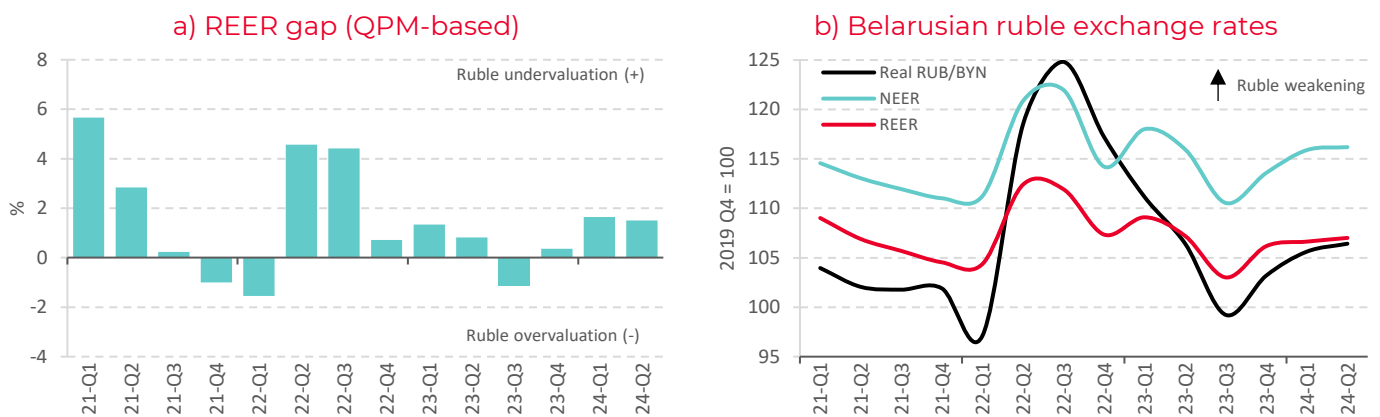 a) REER gap (QPM-based)
8
6
4
2
0
-2
-4
%
Ruble undervaluation (+)
Ruble overvaluation (-)
21-Q1
21-Q2
21-Q3
21-Q4
22-Q1
22-Q2
22-Q3
22-Q4
23-Q1
23-Q2
23-Q3
23-Q4
24-Q1
24-Q2
b) Belarusian ruble exchange rates
125
120
115
110
105
100
95
2019 Q4 = 100
Real RUB/BYN
NEER
REER
Ruble weakening
21-Q1
21-Q2
21-Q3
21-Q4
22-Q1
22-Q2
22-Q3
22-Q4
23-Q1
23-Q2
23-Q3
23-Q4
24-Q1
24-Q2